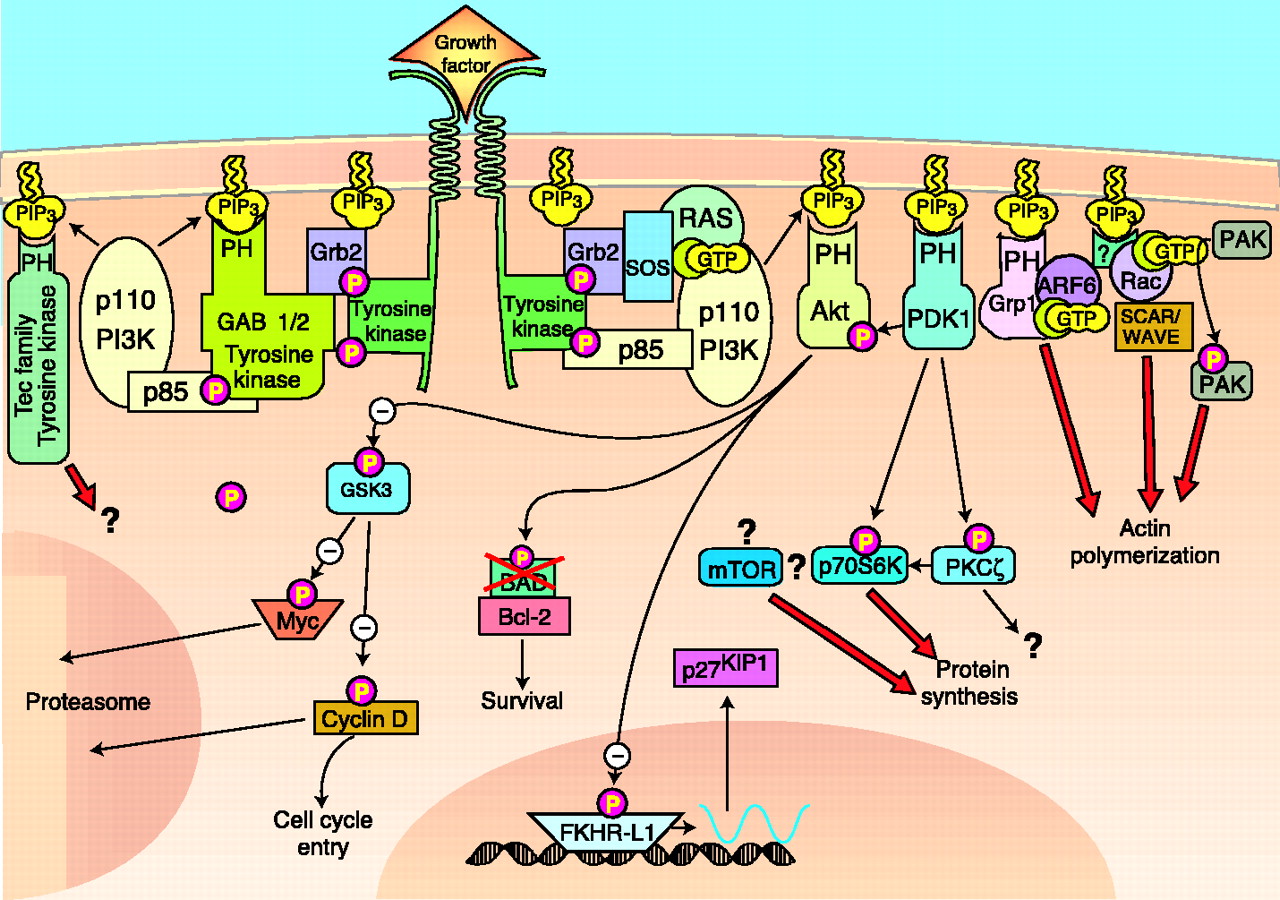 Growth
factor
PIP3
PIP3
PIP3
PIP3
PIP3
PIP3
PIP3
PIP3
PH
Tec family
Tyrosine kinase
p110
PI3K
p85
P
PH
GAB 1/2
Tyrosine
kinase
Grb2
P
Tyrosine
kinase
P
Grb2
P
SOS
RAS
GTP
Tyrosine
kinase
P
p85
p110
PI3K
PH
Akt
P
PH
PDK1
PH
Grp1
ARF6
GTP
?
GTP
Rac
SCAR/
WAVE
PAK
P
PAK
?
P
−
P
GSK3
−
P
Myc
−
P
Cyclin D
Proteasome
Cell cycle
entry
P
BAD
Bcl-2
Survival
?
mTOR
?
P
p70S6K
P
PKCζ
?
Actin
polymerization
Protein
synthesis
p27KIP1
−
P
FKHR-L1